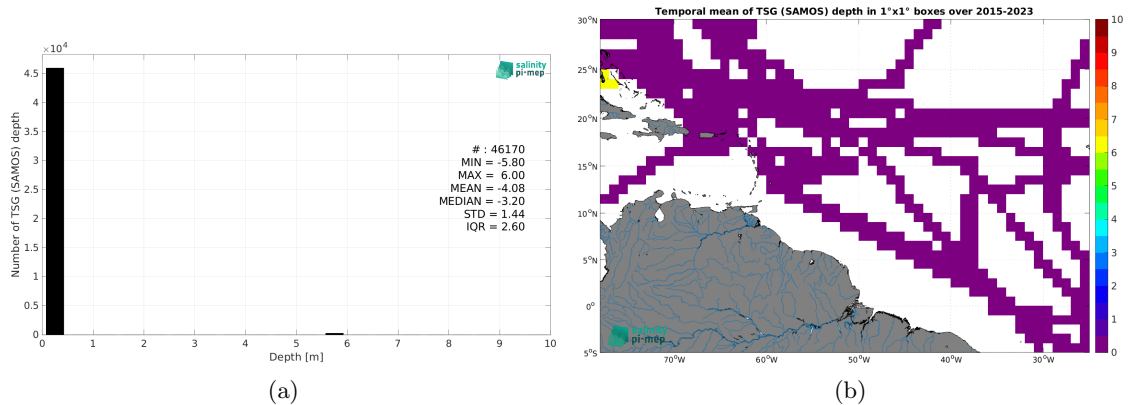 ×10⁴
4.5
4
3.5
3
2.5
2
1.5
1
0.5
0
Number of TSG (SAMOS) depth
salinity
pi-mep
# : 46170
MIN = -5.80
MAX = 6.00
MEAN = -4.08
MEDIAN = -3.20
STD = 1.44
IQR = 2.60
0 1 2 3 4 5 6 7 8 9 10
Depth [m]
(a)
Temporal mean of TSG (SAMOS) depth in 1°x1° boxes over 2015-2023
30°N
25°N
20°N
15°N
10°N
5°N
0°
5°S
salinity
pi-mep
70°W 60°W 50°W 40°W 30°W
10
9
8
7
6
5
4
3
2
1
0
(b)